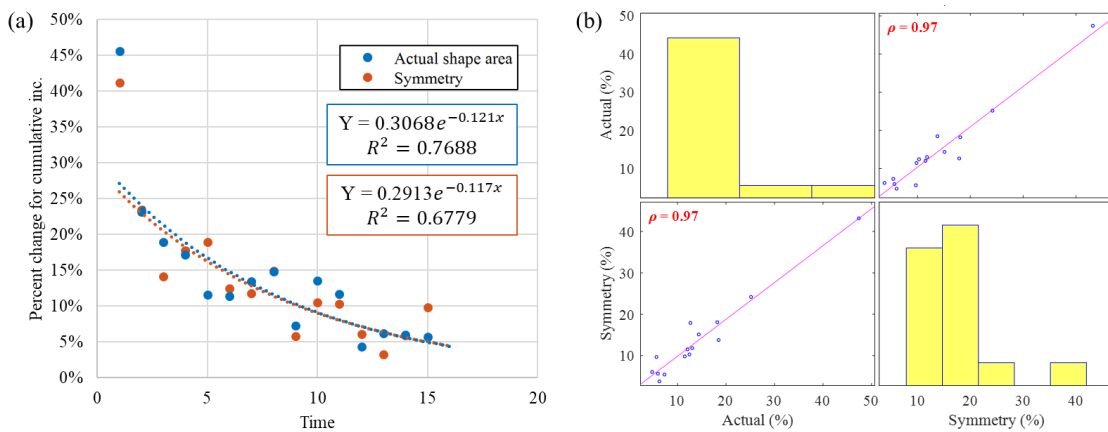 (a)
50%
45%
40%
35%
30%
25%
20%
15%
10%
5%
0%
Percent change for cumulative inc.
0
5
10
15
20
Time
Actual shape area
Symmetry
Y = 0.3068e^{-0.121x}
R² = 0.7688
Y = 0.2913e^{-0.117x}
R² = 0.6779
(b)
50
40
30
20
10
Actual (%)
ρ = 0.97
ρ = 0.97
40
30
20
10
Symmetry (%)
10
20
30
40
50
Actual (%)
10
20
30
40
Symmetry (%)